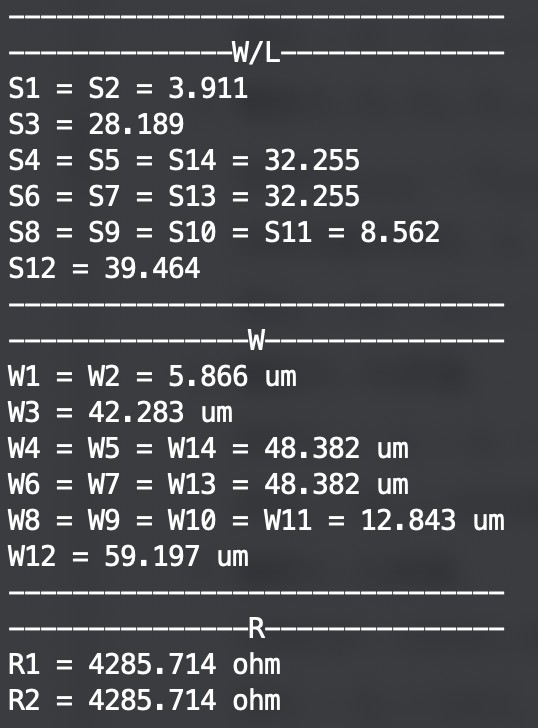 -------------------------------
--------------W/L--------------
S1 = S2 = 3.911
S3 = 28.189
S4 = S5 = S14 = 32.255
S6 = S7 = S13 = 32.255
S8 = S9 = S10 = S11 = 8.562
S12 = 39.464
-------------------------------
---------------W---------------
W1 = W2 = 5.866 um
W3 = 42.283 um
W4 = W5 = W14 = 48.382 um
W6 = W7 = W13 = 48.382 um
W8 = W9 = W10 = W11 = 12.843 um
W12 = 59.197 um
-------------------------------
---------------R---------------
R1 = 4285.714 ohm
R2 = 4285.714 ohm